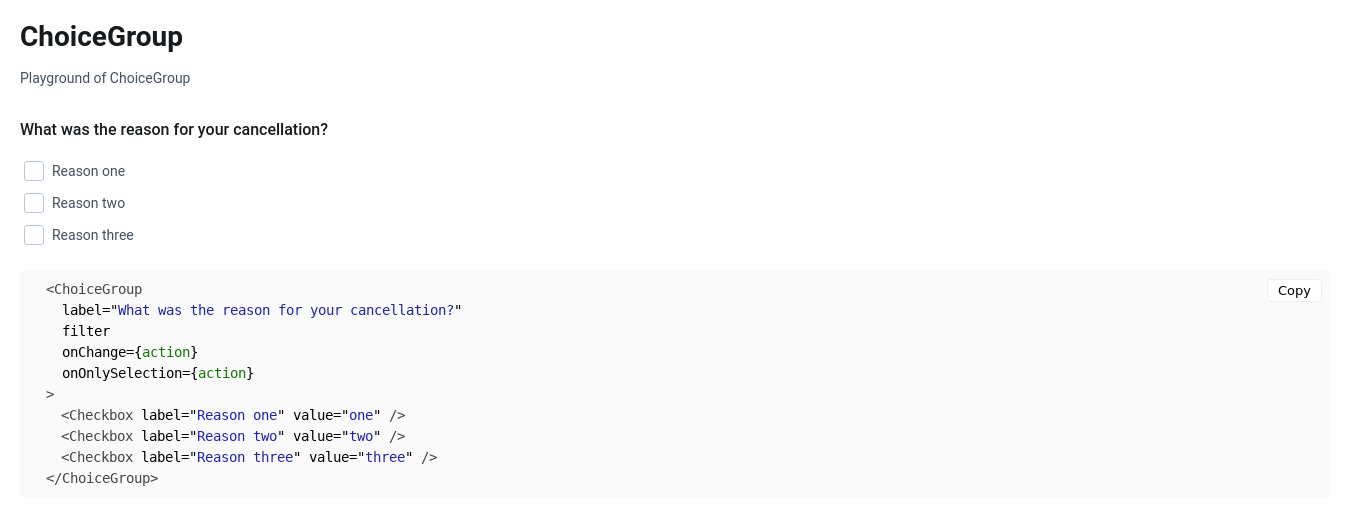 ChoiceGroup
Playground of ChoiceGroup
What was the reason for your cancellation?
Reason one
Reason two
Reason three
Copy
<ChoiceGroup
  label="What was the reason for your cancellation?"
  filter
  onChange={action}
  onOnlySelection={action}
>
  <Checkbox label="Reason one" value="one" />
  <Checkbox label="Reason two" value="two" />
  <Checkbox label="Reason three" value="three" />
</ChoiceGroup>